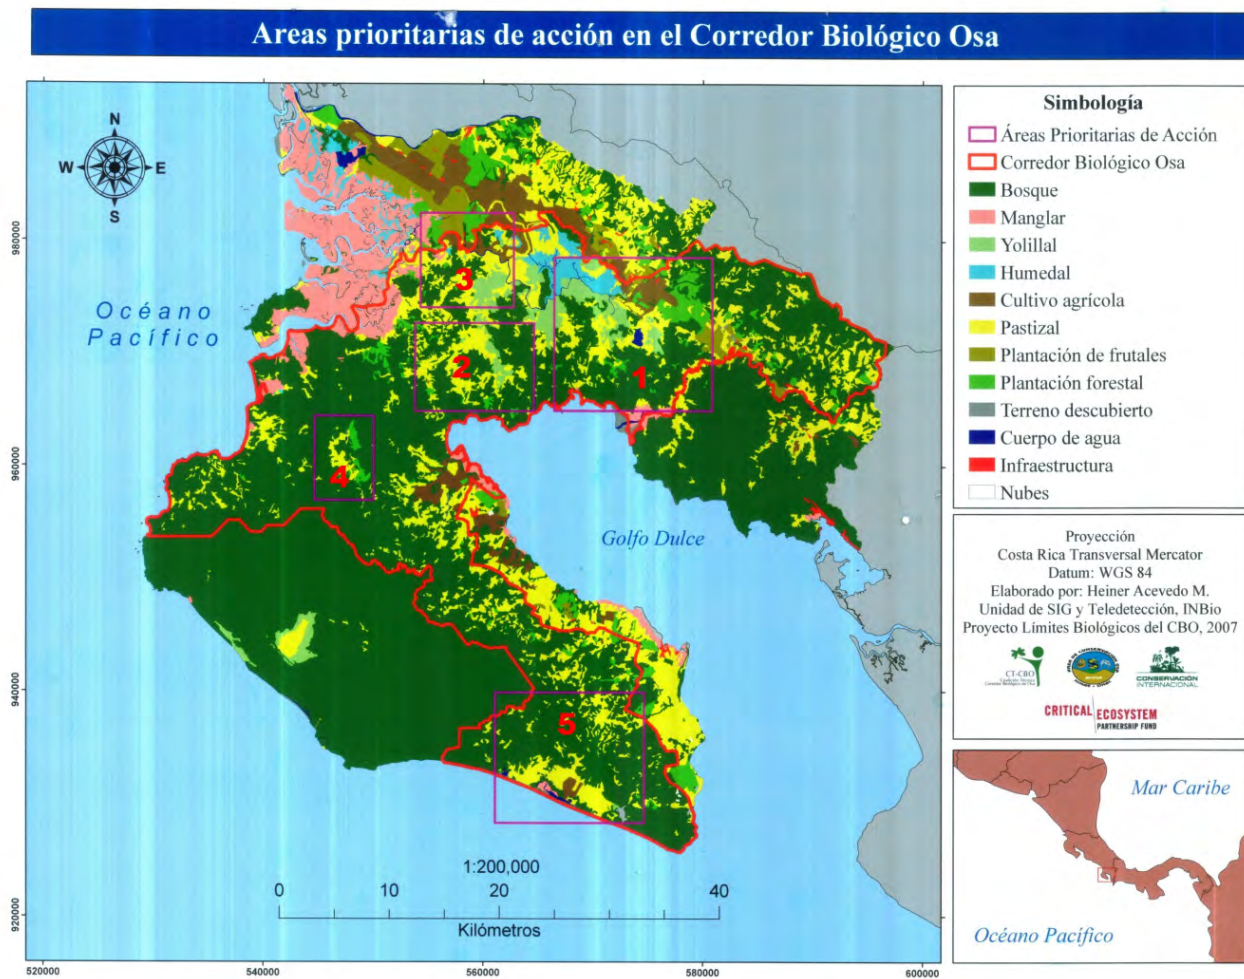 Areas prioritarias de acción en el Corredor Biológico Osa
N
W
E
S
Océano
Pacífico
Golfo Dulce
3
2
1
4
5
1:200,000
0
10
20
40
Kilómetros
980000
960000
940000
920000
520000
540000
560000
580000
600000
Simbología
Áreas Prioritarias de Acción
Corredor Biológico Osa
Bosque
Manglar
Yolillal
Humedal
Cultivo agrícola
Pastizal
Plantación de frutales
Plantación forestal
Terreno descubierto
Cuerpo de agua
Infraestructura
Nubes
Proyección
Costa Rica Transversal Mercator
Datum: WGS 84
Elaborado por: Heiner Acevedo M.
Unidad de SIG y Teledetección, INBio
Proyecto Límites Biológicos del CBO, 2007
CT-CBO
CONSERVACIÓN
INTERNACIONAL
CRITICAL ECOSYSTEM
PARTNERSHIP FUND
Mar Caribe
Océano Pacífico